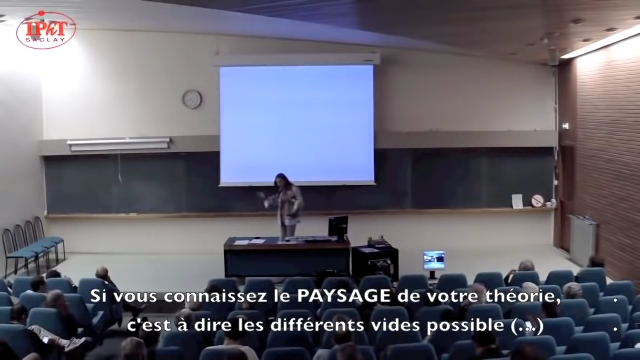 IPhT
SACLAY
Si vous connaissez le PAYSAGE de votre théorie,
c'est à dire les différents vides possible (...)